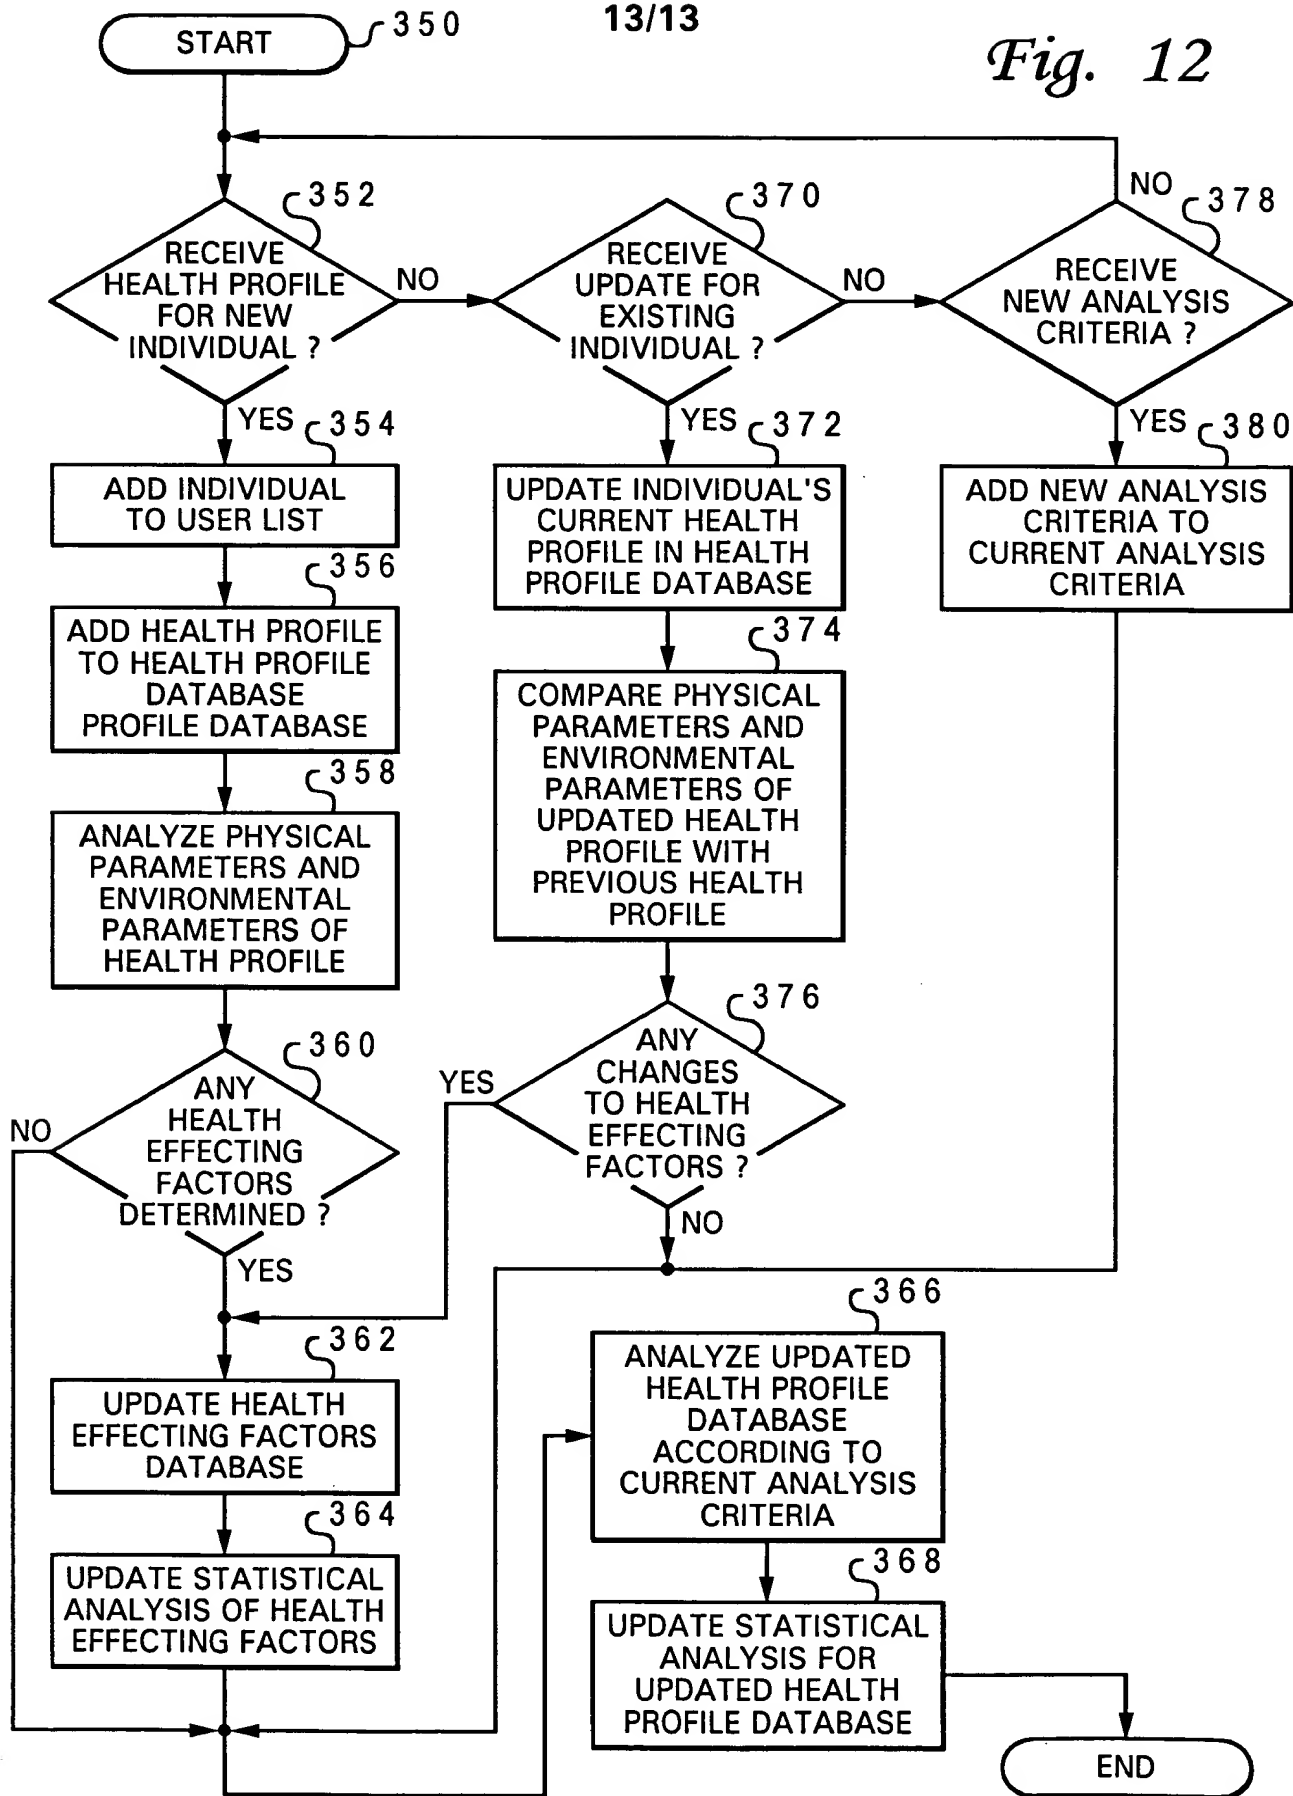 13/13
Fig. 12
START
350
352
RECEIVE
HEALTH PROFILE
FOR NEW
INDIVIDUAL ?
NO
YES
370
RECEIVE
UPDATE FOR
EXISTING
INDIVIDUAL ?
NO
YES
378
RECEIVE
NEW ANALYSIS
CRITERIA ?
NO
YES
354
ADD INDIVIDUAL
TO USER LIST
356
ADD HEALTH PROFILE
TO HEALTH PROFILE
DATABASE
PROFILE DATABASE
358
ANALYZE PHYSICAL
PARAMETERS AND
ENVIRONMENTAL
PARAMETERS OF
HEALTH PROFILE
360
ANY
HEALTH
EFFECTING
FACTORS
DETERMINED ?
NO
YES
362
UPDATE HEALTH
EFFECTING FACTORS
DATABASE
364
UPDATE STATISTICAL
ANALYSIS OF HEALTH
EFFECTING FACTORS
372
UPDATE INDIVIDUAL'S
CURRENT HEALTH
PROFILE IN HEALTH
PROFILE DATABASE
374
COMPARE PHYSICAL
PARAMETERS AND
ENVIRONMENTAL
PARAMETERS OF
UPDATED HEALTH
PROFILE WITH
PREVIOUS HEALTH
PROFILE
376
ANY
CHANGES
TO HEALTH
EFFECTING
FACTORS ?
YES
NO
380
ADD NEW ANALYSIS
CRITERIA TO
CURRENT ANALYSIS
CRITERIA
366
ANALYZE UPDATED
HEALTH PROFILE
DATABASE
ACCORDING TO
CURRENT ANALYSIS
CRITERIA
368
UPDATE STATISTICAL
ANALYSIS FOR
UPDATED HEALTH
PROFILE DATABASE
END